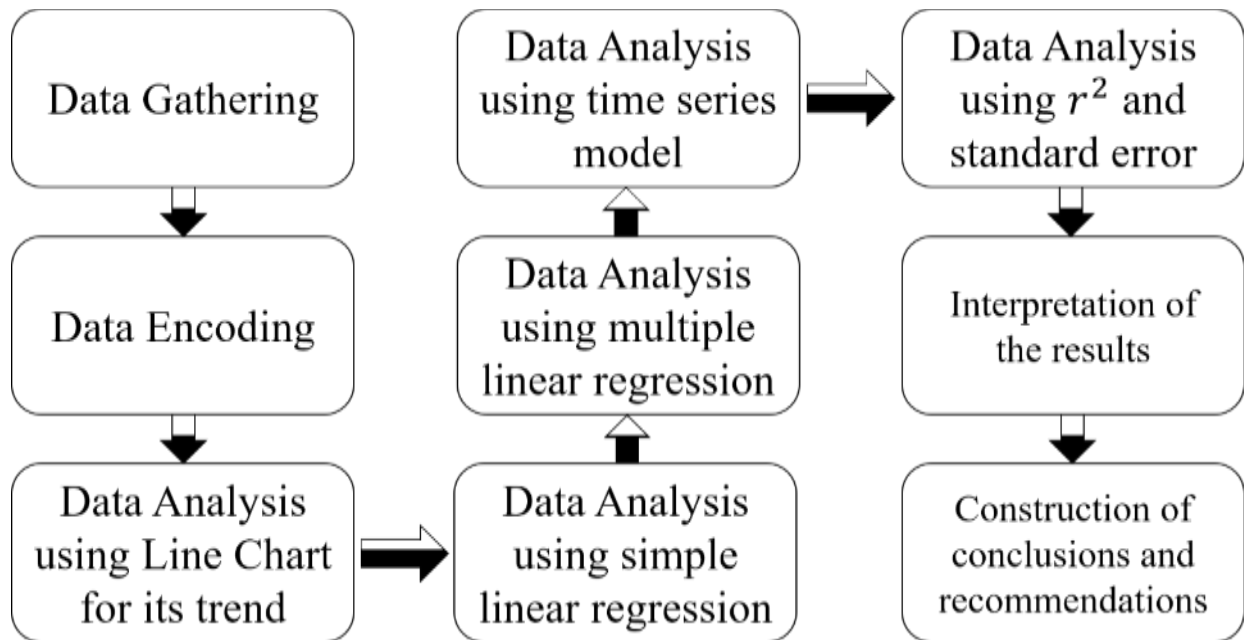 Data Gathering
Data Encoding
Data Analysis
using Line Chart
for its trend
Data Analysis
using simple
linear regression
Data Analysis
using multiple
linear regression
Data Analysis
using time series
model
Data Analysis
using r² and
standard error
Interpretation of
the results
Construction of
conclusions and
recommendations